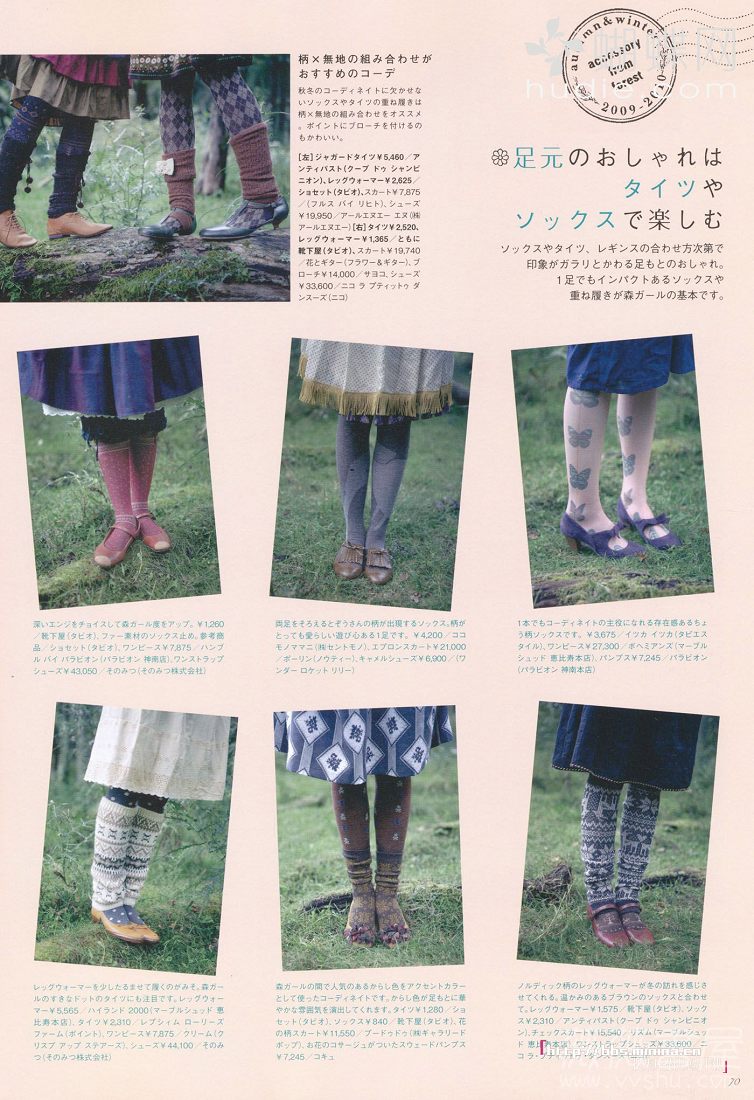 柄×無地の組み合わせが
おすすめのコーデ
秋冬のコーディネイトに欠かせな
いソックスやタイツの重ね履きは
柄×無地の組み合わせをオススメ
。ポイントにブローチを付けるの
もかわいい。
[左]ジャガードタイツ¥5,460/ア
ンティパスト(クープ ドゥ シャンピ
ニオン)、レッグウォーマー¥2,625/
ショセット(タビオ)、スカート¥7,875
/(フルス バイ リヒト)、シューズ
¥19,950/アールエヌエー エヌ(㈱
アールエヌエー)[右]タイツ¥2,520、
レッグウォーマー¥1,365/ともに
靴下屋(タビオ)、スカート¥19,740
/花とギター(フラワー&ギター)、ブ
ローチ¥14,000/サヨコ、シューズ
¥33,600/ニコ ラ プティットゥ ダ
ンスーズ(ニコ)
autumn&winter
accessory
from
forest
2009-2010
蝴蝶网
hudie.com
足元のおしゃれは
タイツや
ソックスで楽しむ
ソックスやタイツ、レギンスの合わせ方次第で
印象がガラリとかわる足もとのおしゃれ。
1足でもインパクトあるソックスや
重ね履きが森ガールの基本です。
深いエンジをチョイスして森ガール度をアップ。¥1,260
/靴下屋(タビオ)、ファー素材のソックス止め。参考商
品/ショセット(タビオ)、ワンピース¥7,875/ハンブ
ル バイ パラビオン(パラビオン 神南店)、ワンストラップ
シューズ¥43,050/そのみつ(そのみつ株式会社)
両足をそろえるとぞうさんの柄が出現するソックス。柄が
とっても愛らしい遊び心ある1足です。¥4,200/ココ
モノママニ(㈱セントモノ)、エプロンスカート¥21,000
/ボーリン(ノウティー)、キャメルシューズ¥6,900/(ワ
ンダー ロケット リリー)
1本でもコーディネイトの主役になれる存在感あるちょ
う柄ソックスです。¥3,675/イツカ イツカ(タビエス
タイル)、ワンピース¥27,300/ボヘミアンズ(マーブル
シュッド 恵比寿本店)、パンプス¥7,245/パラビオン
(パラビオン 神南本店)
レッグウォーマーを少したるませて履くのがみそ。森ガー
ルのすきなドットのタイツにも注目です。レッグウォー
マー¥5,565/ハイランド 2000(マーブルシュッド 恵
比寿本店)、タイツ¥2,310/レプシィム ローリーズ
ファーム(ポイント)、ワンピース¥7,875/クリーム(クリ
スプ アップ ステアーズ)、シューズ¥44,100/そのみ
つ(そのみつ株式会社)
森ガールの間で人気のあるからし色をアクセントカラー
として使ったコーディネイトです。からし色が足もとに華
やかな雰囲気を演出してくれます。タイツ¥1,280/ショ
セット(タビオ)、ソックス¥840/靴下屋(タビオ)、花
の柄スカート¥11,550/プードゥドゥ(㈱ギャラリード
ポップ)、お花のコサージュがついたスウェードパンプス
¥7,245/コキュ
ノルディック柄のレッグウォーマーが冬の訪れを感じさ
せてくれる。温かみのあるブラウンのソックスと合わせ
て。レッグウォーマー¥1,575/靴下屋(タビオ)、ソック
ス¥2,310/アンティパスト(クープ ドゥ シャンピニオ
ン)、チェックスカート¥15,540/リズム(マーブルシュッ
ド 恵比寿本店)、ワンストラップシューズ¥33,600/ニ
コ ラ
70